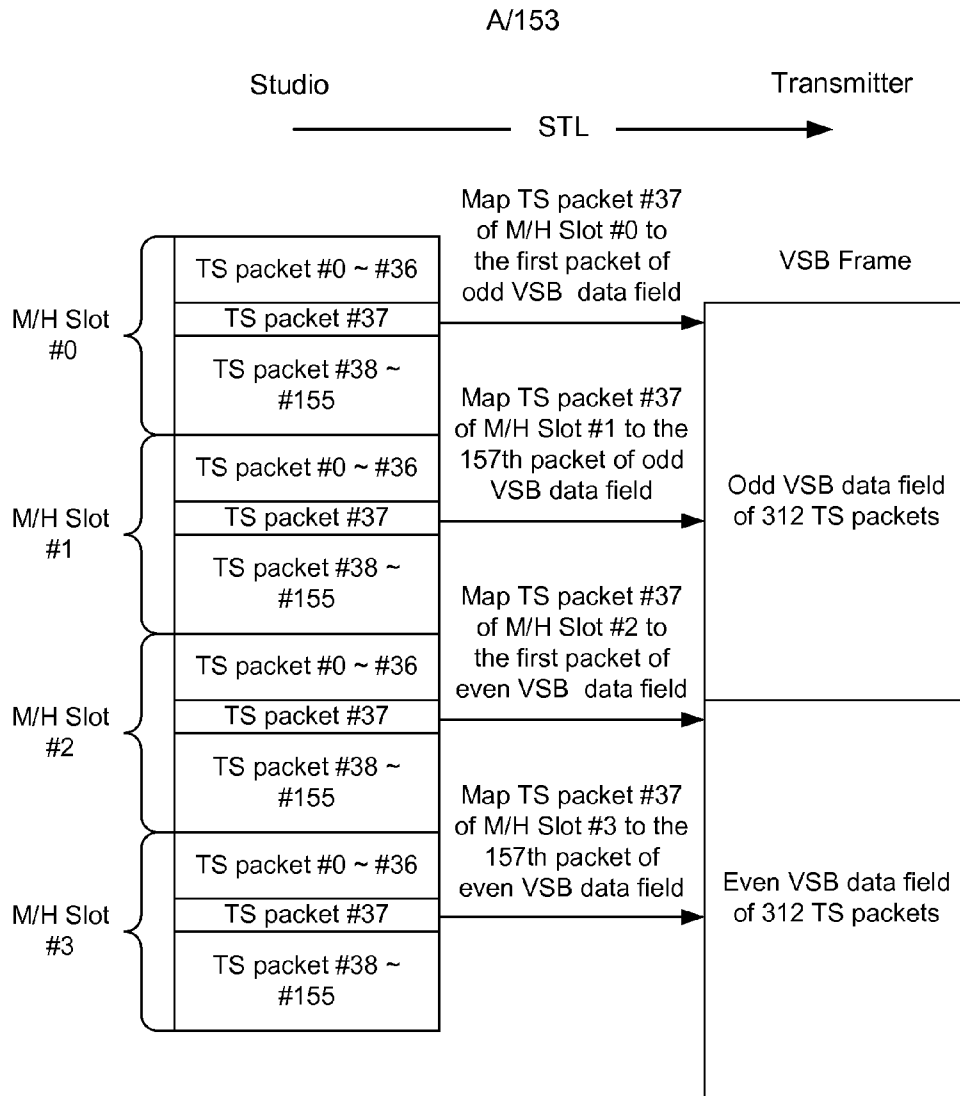 A/153
Studio
Transmitter
STL
Map TS packet #37
of M/H Slot #0 to
the first packet of
odd VSB data field
VSB Frame
M/H Slot
#0
TS packet #0 ~ #36
TS packet #37
TS packet #38 ~
#155
Map TS packet #37
of M/H Slot #1 to the
157th packet of odd
VSB data field
M/H Slot
#1
TS packet #0 ~ #36
TS packet #37
TS packet #38 ~
#155
Odd VSB data field
of 312 TS packets
Map TS packet #37
of M/H Slot #2 to
the first packet of
even VSB data field
M/H Slot
#2
TS packet #0 ~ #36
TS packet #37
TS packet #38 ~
#155
Map TS packet #37
of M/H Slot #3 to the
157th packet of
even VSB data field
M/H Slot
#3
TS packet #0 ~ #36
TS packet #37
TS packet #38 ~
#155
Even VSB data field
of 312 TS packets